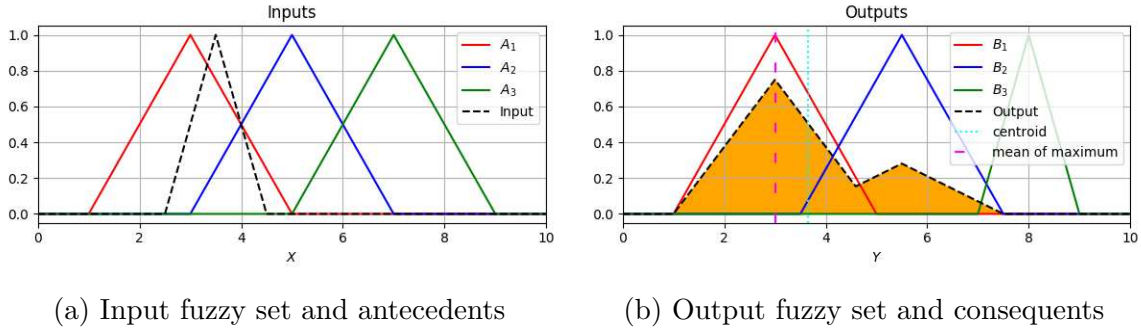 Inputs
1.0
0.8
0.6
0.4
0.2
0.0
A₁
A₂
A₃
Input
0 2 4 6 8 10
X
Outputs
1.0
0.8
0.6
0.4
0.2
0.0
B₁
B₂
B₃
Output
centroid
mean of maximum
0 2 4 6 8 10
Y
(a) Input fuzzy set and antecedents
(b) Output fuzzy set and consequents